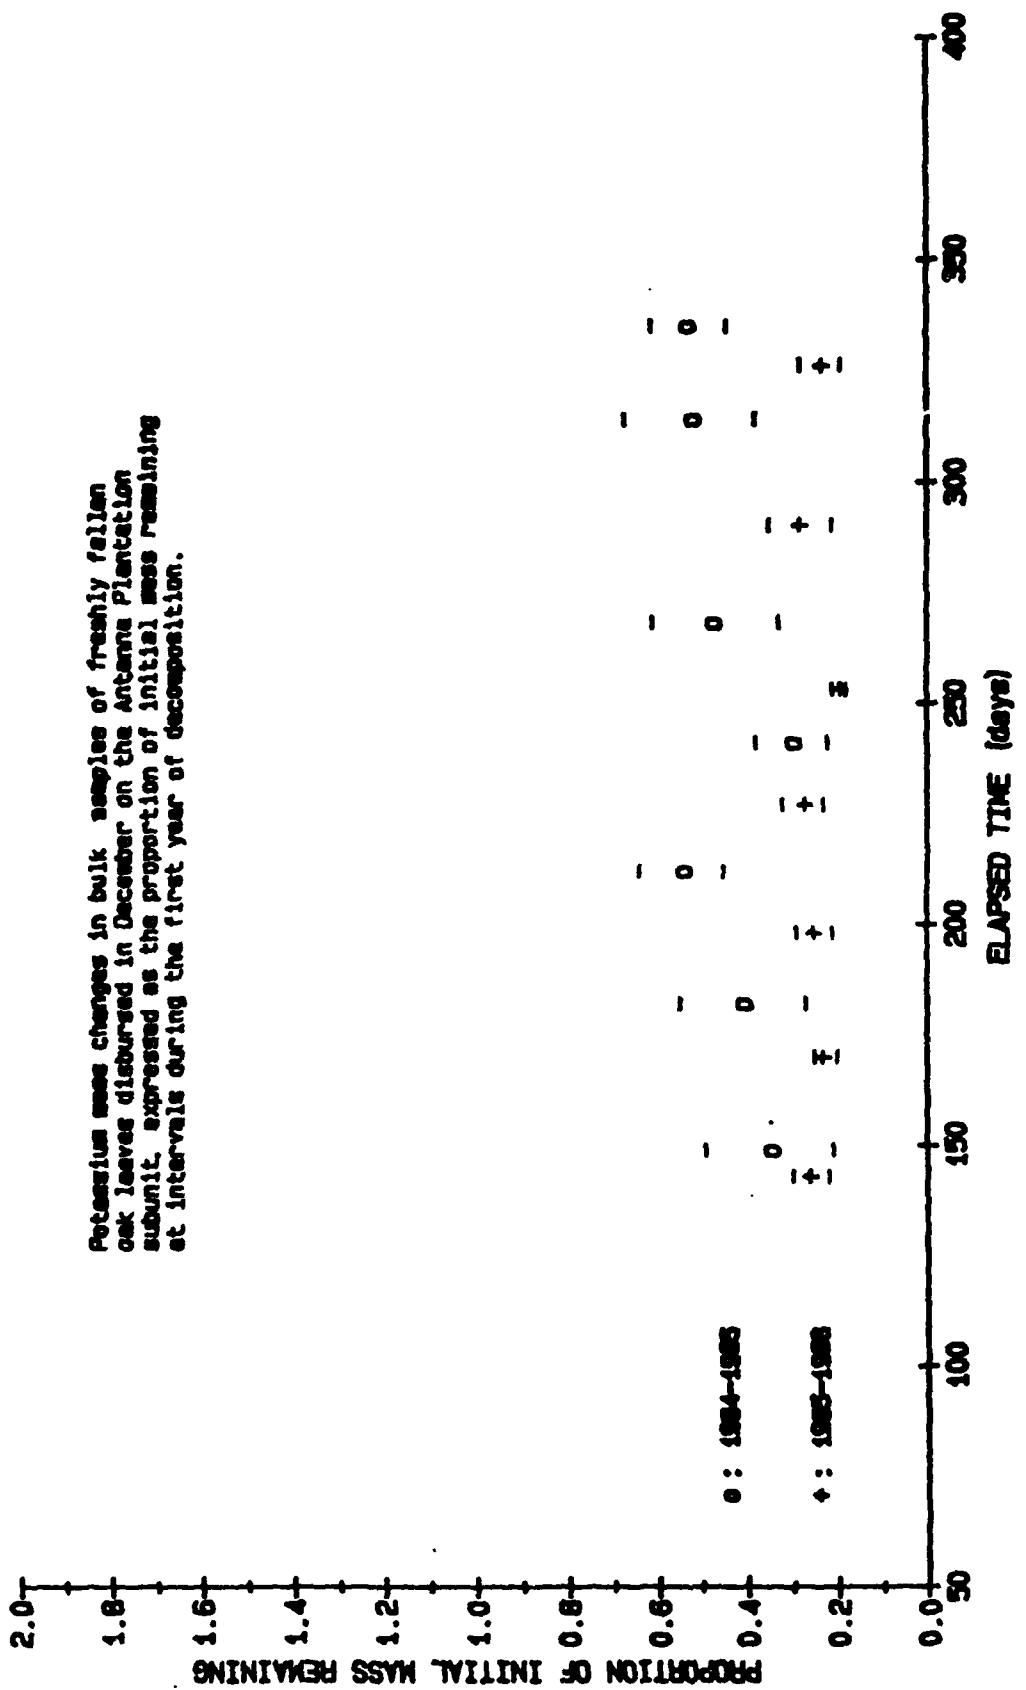 Potassium mass changes in bulk samples of freshly fallen
oak leaves disbursed in December on the Antenna Plantation
subunit, expressed as the proportion of initial mass remaining
at intervals during the first year of decomposition.
PROPORTION OF INITIAL MASS REMAINING
2.0
1.8
1.6
1.4
1.2
1.0
0.8
0.6
0.4
0.2
0.0
o : 1984-1985
+ : 1985-1986
50
100
150
200
250
300
350
400
ELAPSED TIME (days)